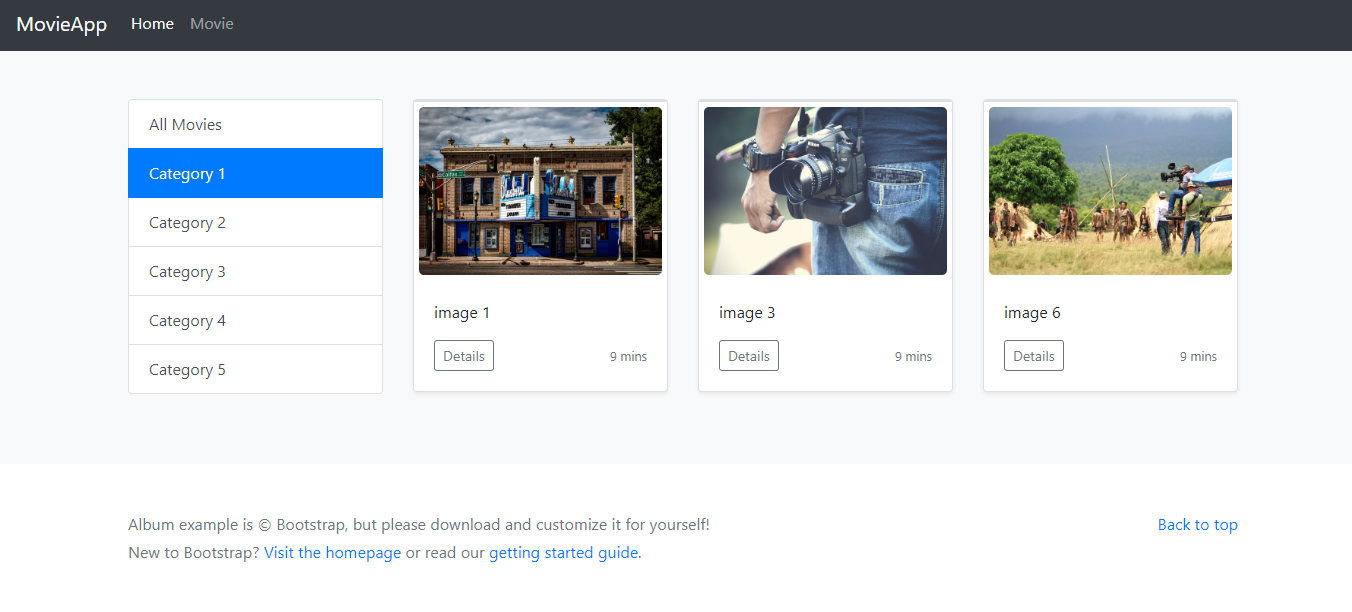 MovieApp Home Movie
All Movies
Category 1
Category 2
Category 3
Category 4
Category 5
image 1
Details 9 mins
image 3
Details 9 mins
image 6
Details 9 mins
Album example is © Bootstrap, but please download and customize it for yourself!
Back to top
New to Bootstrap? Visit the homepage or read our getting started guide.